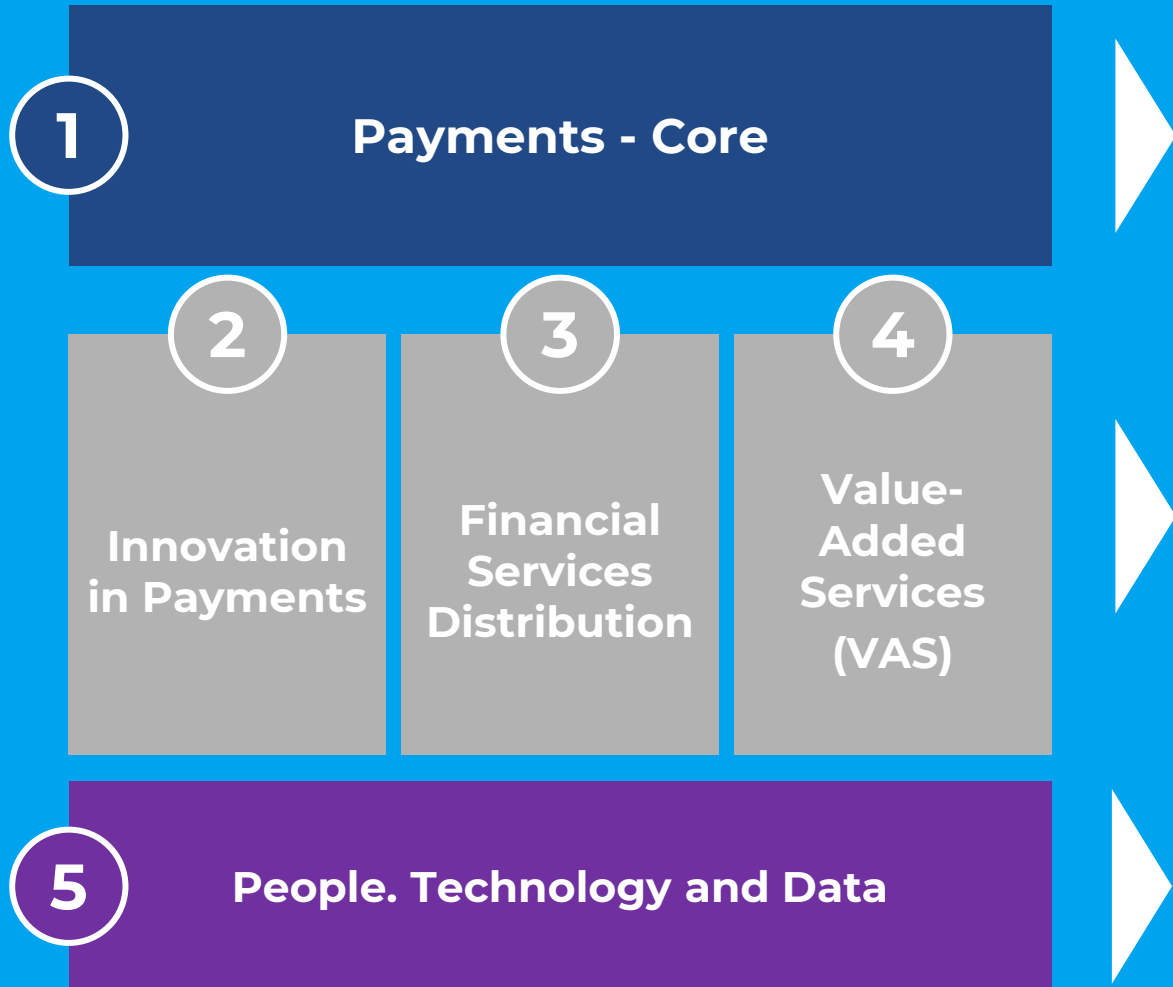 1
Payments - Core
2
3
4
Innovation
in Payments
Financial
Services
Distribution
Value-
Added
Services
(VAS)
5
People. Technology and Data